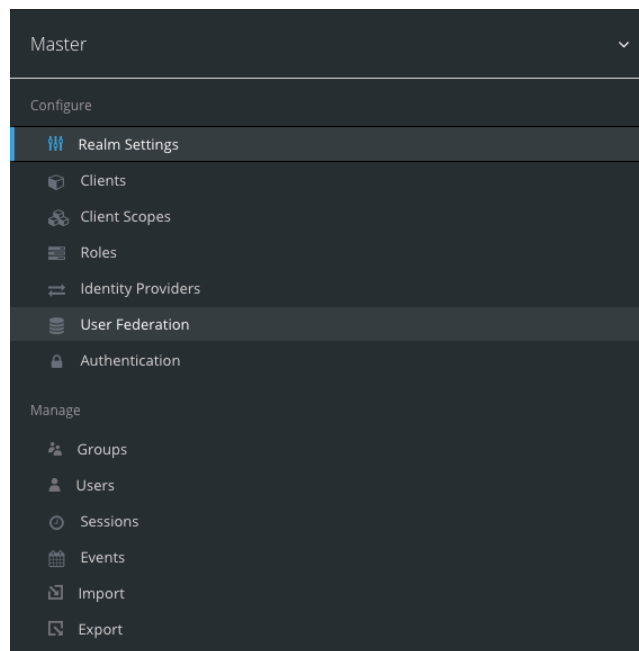 Master
Configure
Realm Settings
Clients
Client Scopes
Roles
Identity Providers
User Federation
Authentication
Manage
Groups
Users
Sessions
Events
Import
Export